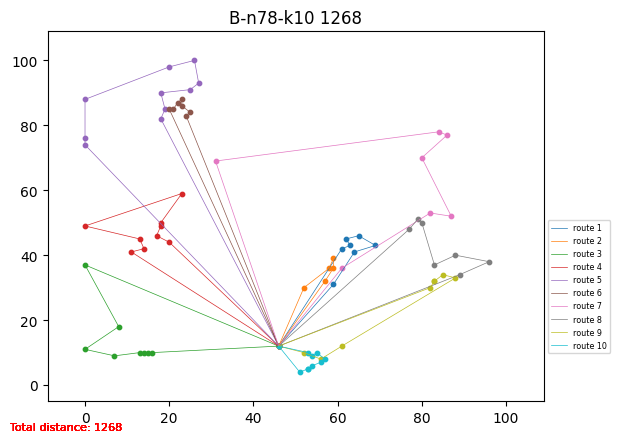 B-n78-k10 1268
100
80
60
40
20
0
0 20 40 60 80 100
route 1
route 2
route 3
route 4
route 5
route 6
route 7
route 8
route 9
route 10
Total distance: 1268